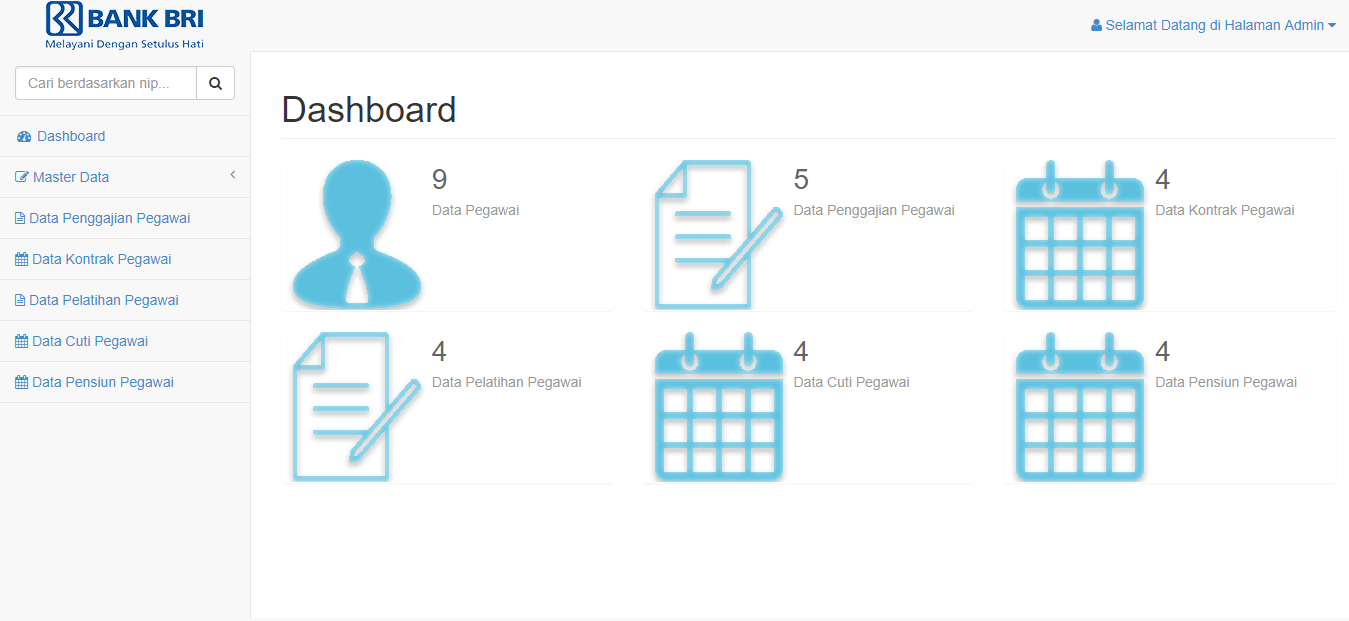 BANK BRI
Melayani Dengan Setulus Hati
Selamat Datang di Halaman Admin
Cari berdasarkan nip...
Dashboard
Master Data
Data Penggajian Pegawai
Data Kontrak Pegawai
Data Pelatihan Pegawai
Data Cuti Pegawai
Data Pensiun Pegawai
Dashboard
9
Data Pegawai
5
Data Penggajian Pegawai
4
Data Kontrak Pegawai
4
Data Pelatihan Pegawai
4
Data Cuti Pegawai
4
Data Pensiun Pegawai